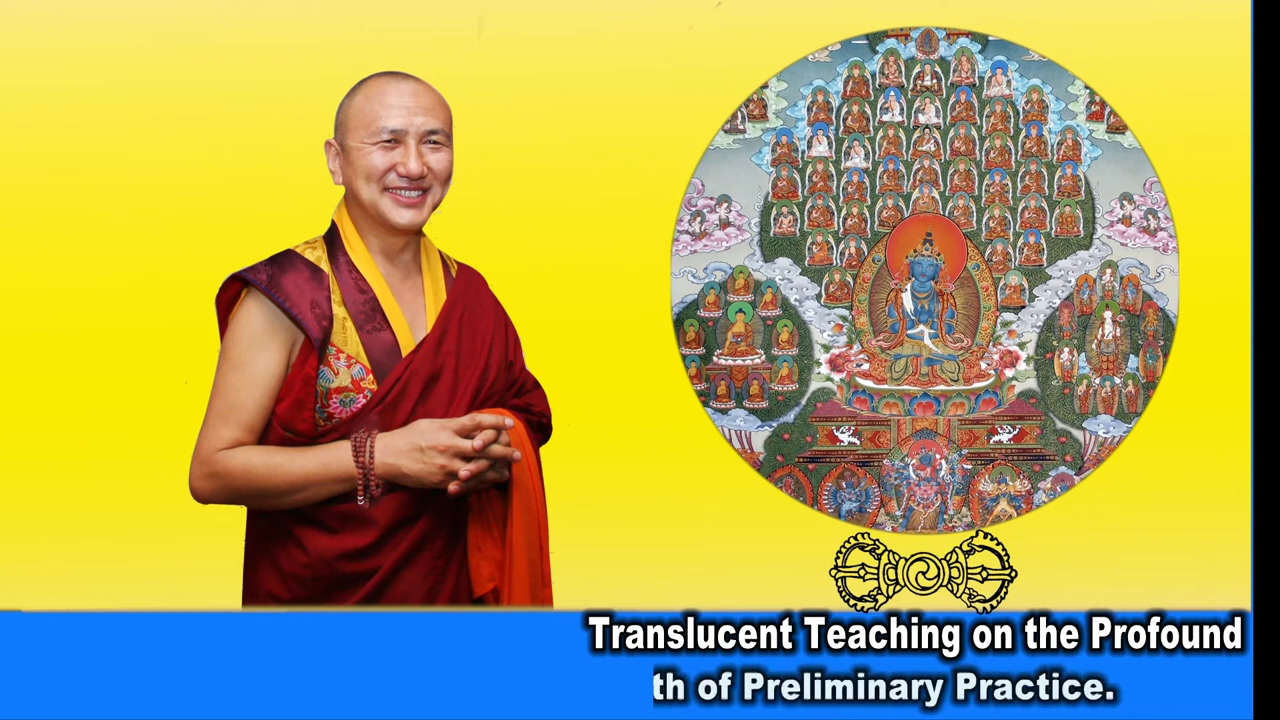 Translucent Teaching on the Profound
th of Preliminary Practice.